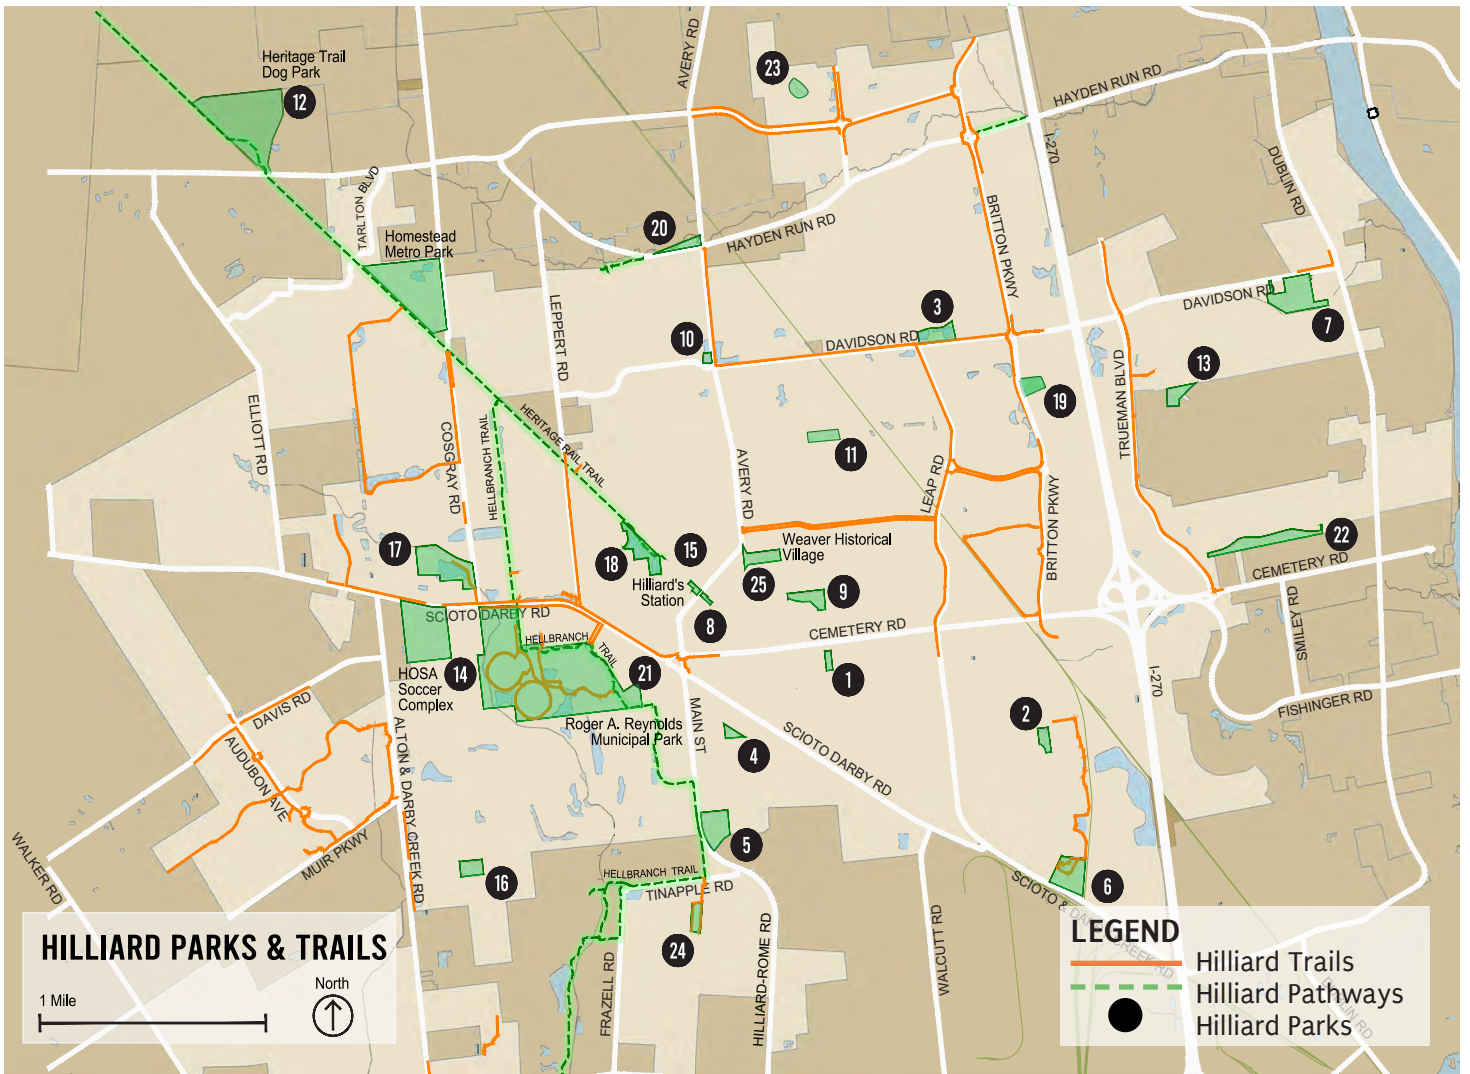 Heritage Trail
Dog Park
12
23
AVERY RD
HAYDEN RUN RD
I-270
DUBLIN RD
TARLTON BLVD
Homestead
Metro Park
20
HAYDEN RUN RD
BRITTON PKWY
LEPPERT RD
10
3
DAVIDSON RD
DAVIDSON RD
7
13
19
TRUEMAN BLVD
ELLIOTT RD
COSGRAY RD
HELLBRANCH TRAIL
HERITAGE RAIL TRAIL
11
AVERY RD
LEAP RD
BRITTON PKWY
22
CEMETERY RD
17
18
15
Weaver Historical
Village
25
Hilliard's
Station
8
9
SCIOTO DARBY RD
HELLBRANCH
TRAIL
CEMETERY RD
SMILEY RD
I-270
FISHINGER RD
HOSA
Soccer
Complex
14
21
Roger A. Reynolds
Municipal Park
MAIN ST
1
2
4
SCIOTO DARBY RD
DAVIS RD
AUDUBON AVE
ALTON & DARBY CREEK RD
MUIR PKWY
WALKER RD
16
5
HELLBRANCH TRAIL
TINAPPLE RD
24
FRAZELL RD
HILLIARD-ROME RD
WALCUTT RD
6
SCIOTO & DARBY CREEK RD
DUBLIN RD
HILLIARD PARKS & TRAILS
1 Mile
North
LEGEND
Hilliard Trails
Hilliard Pathways
Hilliard Parks